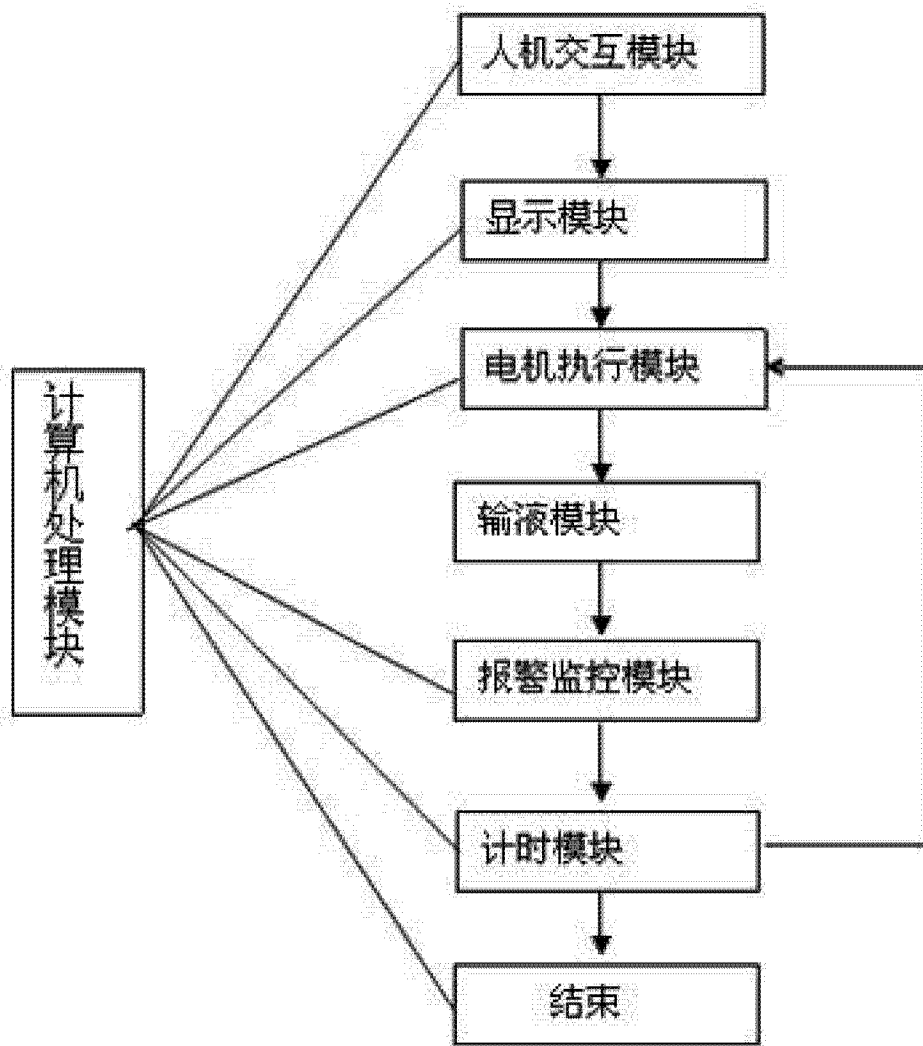 人机交互模块
显示模块
电机执行模块
计算机处理模块
输液模块
报警监控模块
计时模块
结束